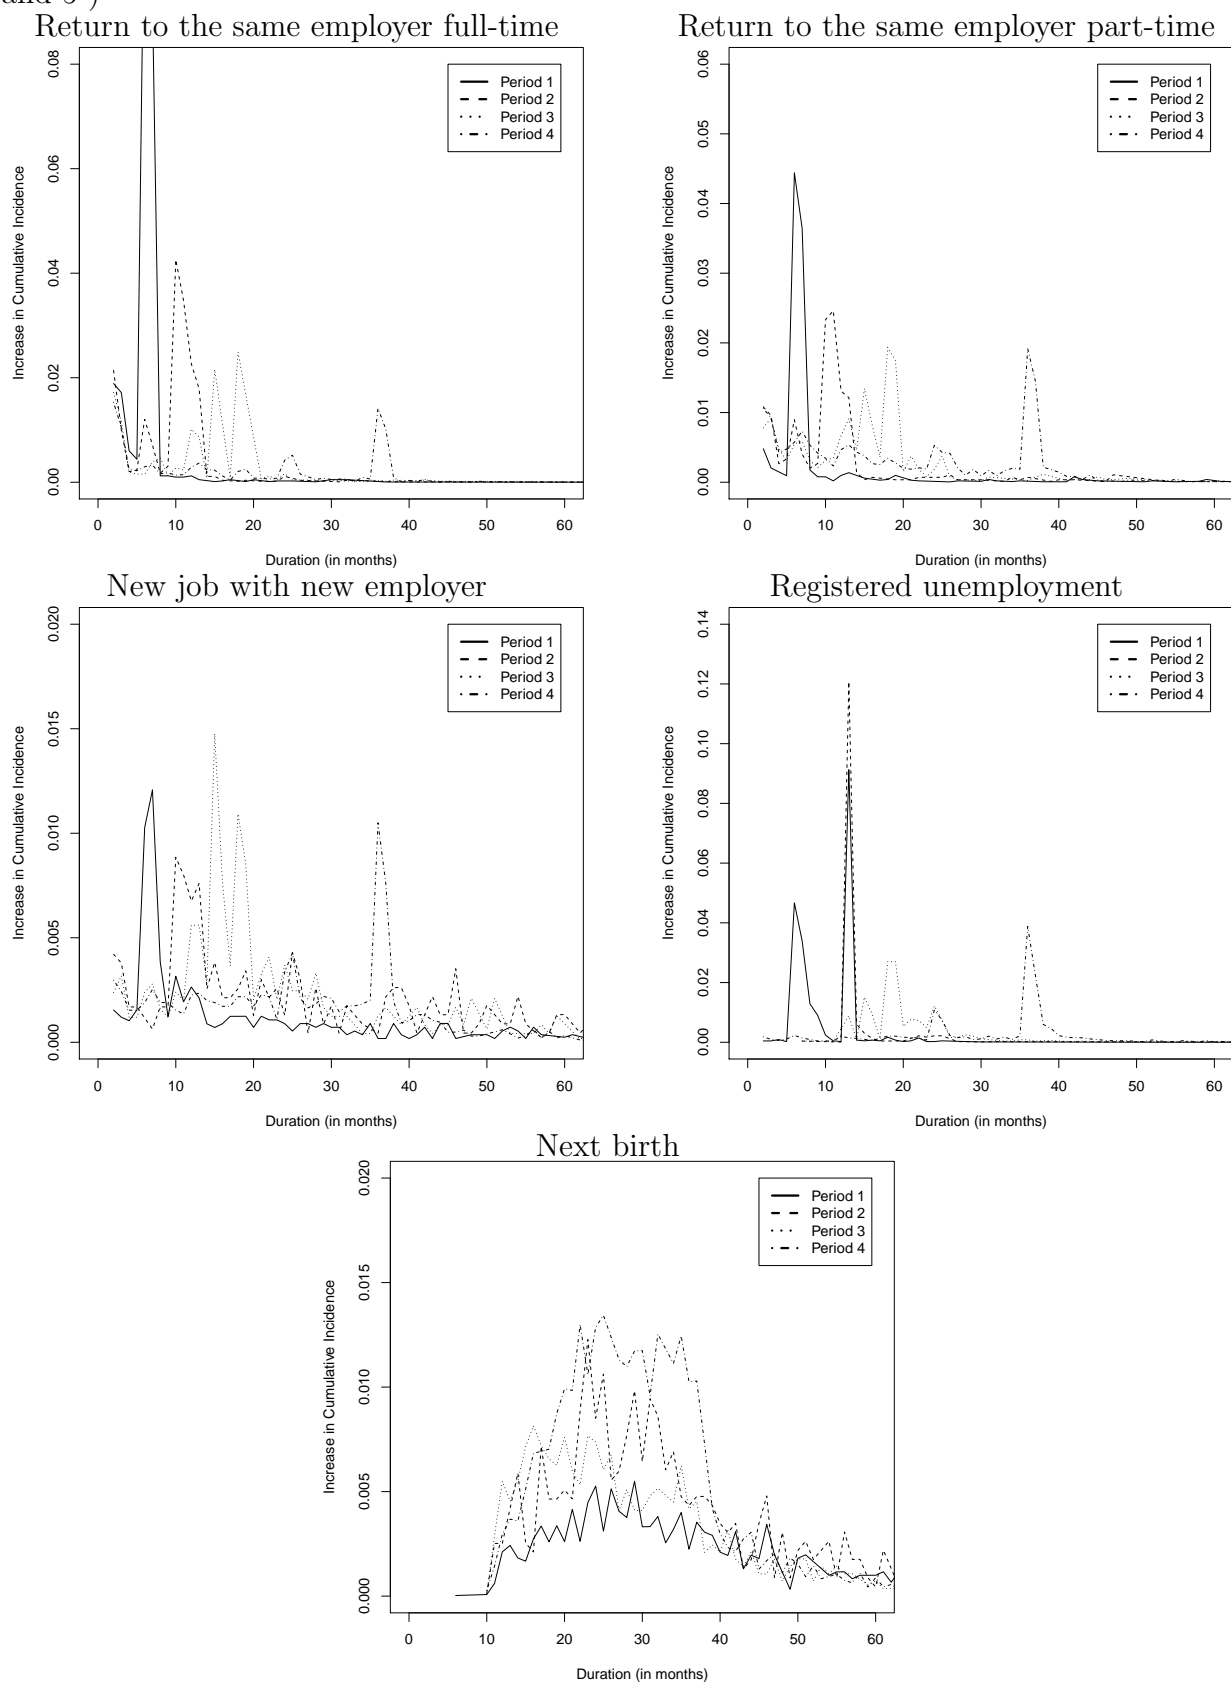 and 5 )
Return to the same employer full-time
Increase in Cumulative Incidence
0.00 0.02 0.04 0.06 0.08
Period 1
Period 2
Period 3
Period 4
0 10 20 30 40 50 60
Duration (in months)
Return to the same employer part-time
Increase in Cumulative Incidence
0.00 0.01 0.02 0.03 0.04 0.05 0.06
Period 1
Period 2
Period 3
Period 4
0 10 20 30 40 50 60
Duration (in months)
New job with new employer
Increase in Cumulative Incidence
0.000 0.005 0.010 0.015 0.020
Period 1
Period 2
Period 3
Period 4
0 10 20 30 40 50 60
Duration (in months)
Registered unemployment
Increase in Cumulative Incidence
0.00 0.02 0.04 0.06 0.08 0.10 0.12 0.14
Period 1
Period 2
Period 3
Period 4
0 10 20 30 40 50 60
Duration (in months)
Next birth
Increase in Cumulative Incidence
0.000 0.005 0.010 0.015 0.020
Period 1
Period 2
Period 3
Period 4
0 10 20 30 40 50 60
Duration (in months)